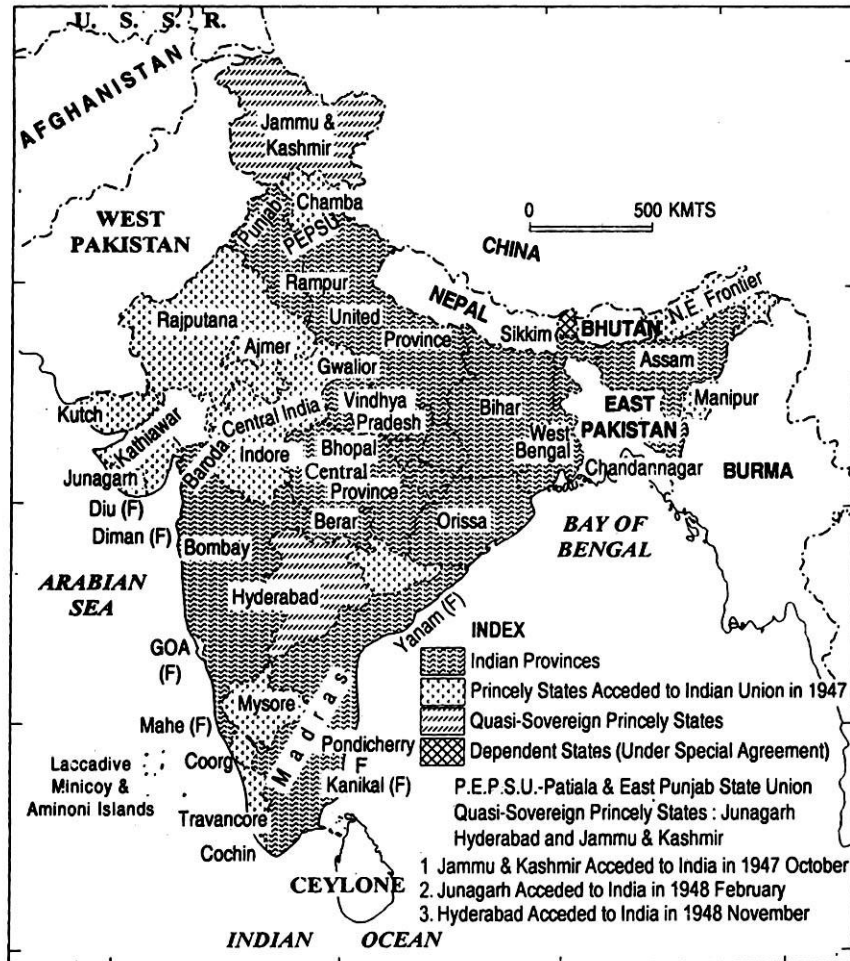 U. S. S. R.
AFGHANISTAN
Jammu &
Kashmir
Chamba
WEST
PAKISTAN
Punjab
PEPSU
0 500 KMTS
CHINA
Rampur
NEPAL
N.E. Frontier
Rajputana
United
Province
Sikkim
BHUTAN
Ajmer
Assam
Gwalior
Kutch
Kathiawar
Central India
Vindhya
Pradesh
Bihar
EAST
PAKISTAN
Manipur
Baroda
Indore
Bhopal
West
Bengal
Junagarh
Central
Province
Chandannagar
BURMA
Diu (F)
Diman (F)
Berar
Orissa
Bombay
BAY OF
BENGAL
ARABIAN
SEA
Hyderabad
Yanam (F)
GOA
(F)
Mysore
Madras
Mahe (F)
Coorg
Pondicherry
F
Kanikal (F)
Laccadive
Minicoy &
Aminoni Islands
Travancore
Cochin
CEYLONE
INDIAN OCEAN
INDEX
Indian Provinces
Princely States Acceded to Indian Union in 1947
Quasi-Sovereign Princely States
Dependent States (Under Special Agreement)
P.E.P.S.U.-Patiala & East Punjab State Union
Quasi-Sovereign Princely States : Junagarh
Hyderabad and Jammu & Kashmir
1 Jammu & Kashmir Acceded to India in 1947 October
2. Junagarh Acceded to India in 1948 February
3. Hyderabad Acceded to India in 1948 November